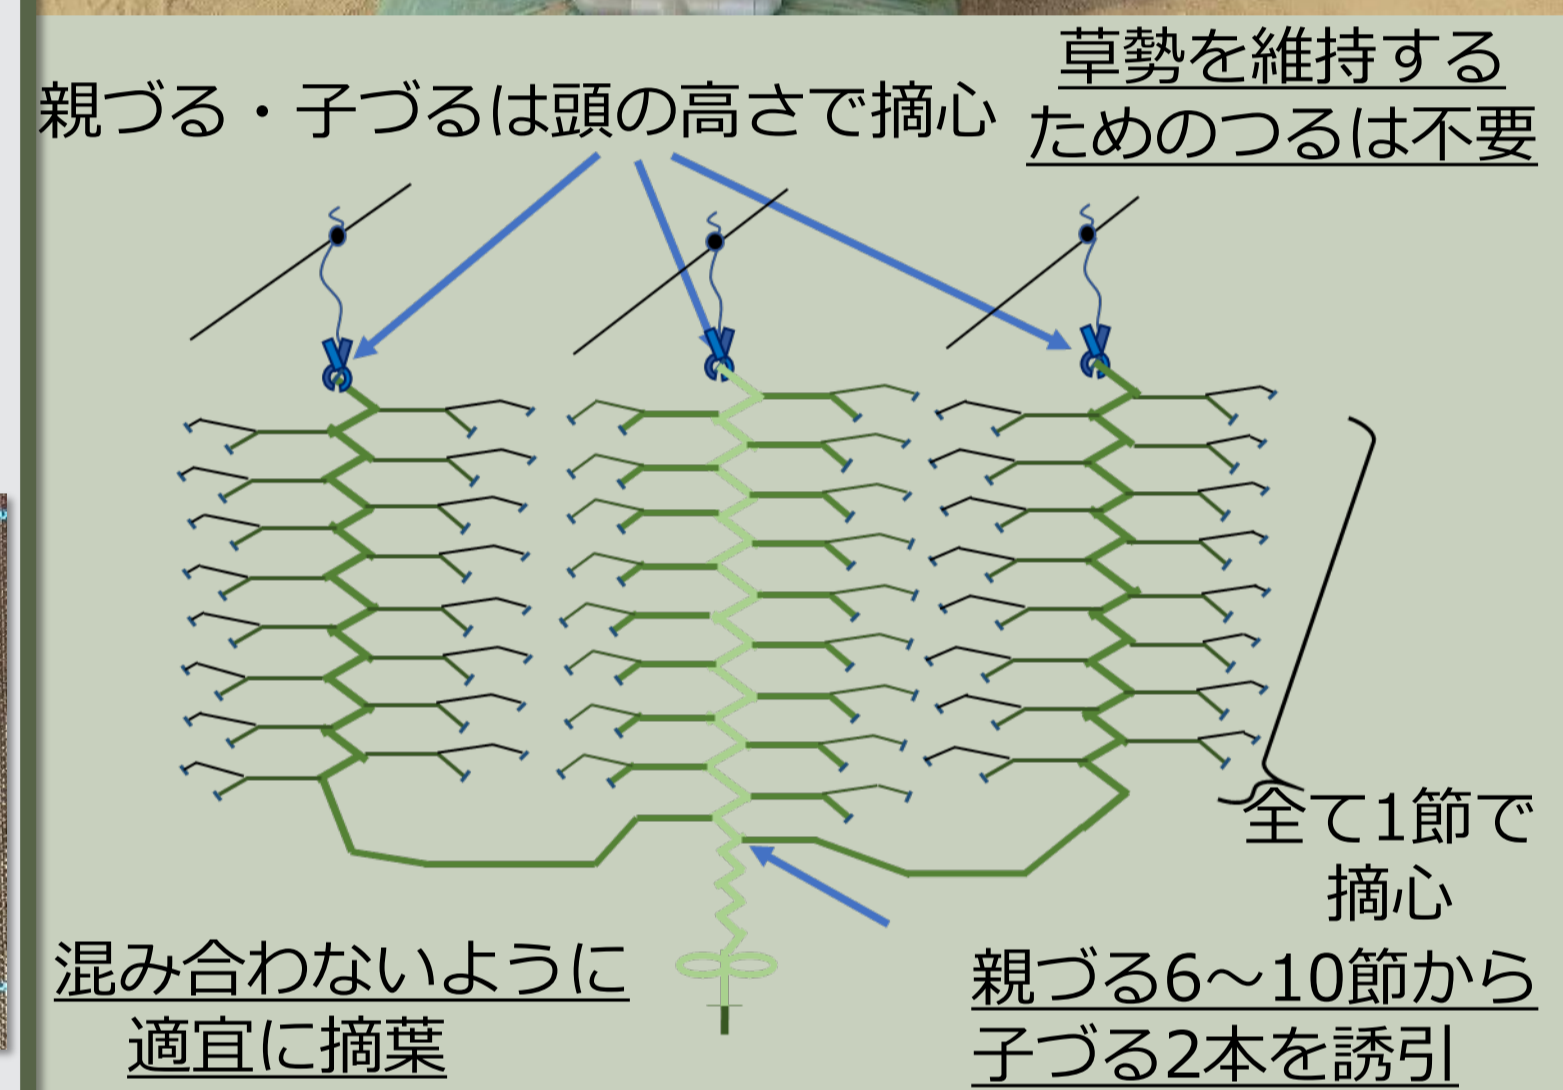 親づる・子づるは頭の高さで摘心
草勢を維持する
ためのつるは不要
全て1節で
摘心
混み合わないように
適宜に摘葉
親づる6～10節から
子づる2本を誘引